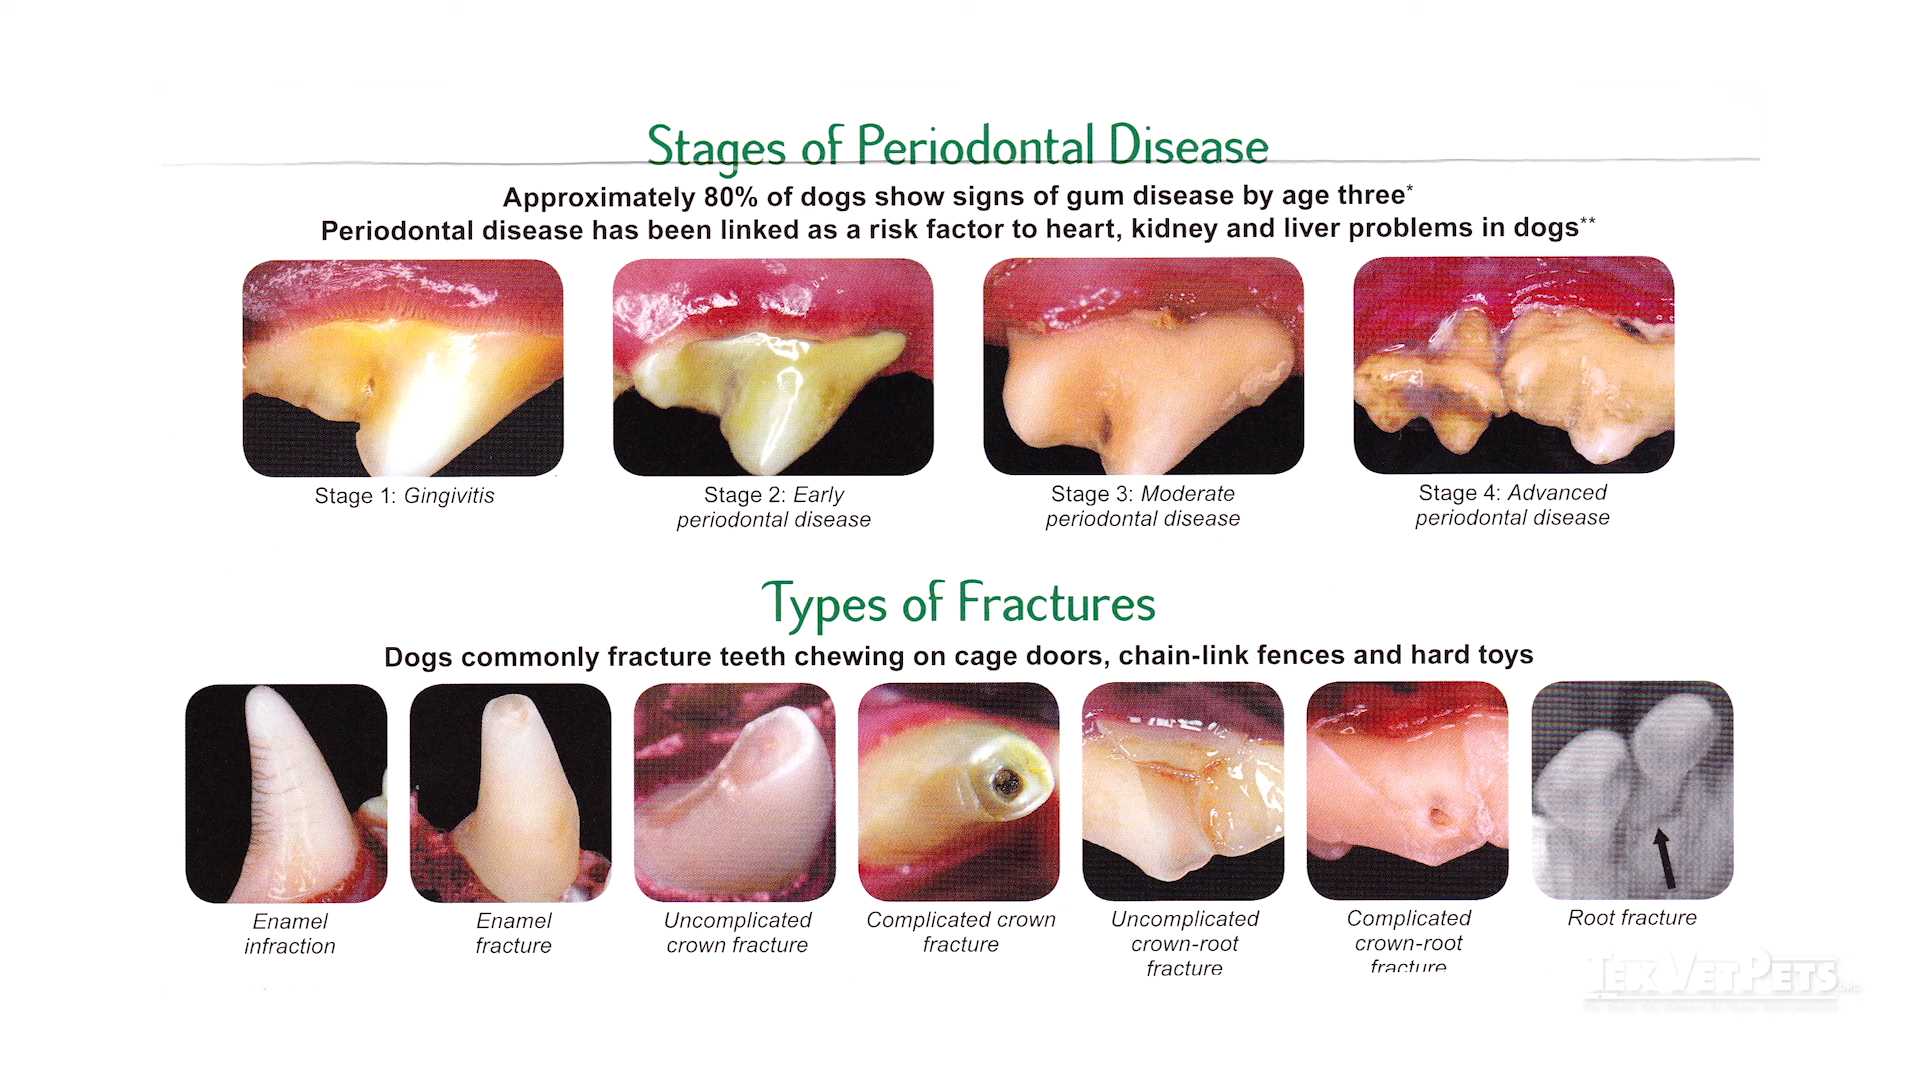 Stages of Periodontal Disease
Approximately 80% of dogs show signs of gum disease by age three*
Periodontal disease has been linked as a risk factor to heart, kidney and liver problems in dogs**
Stage 1: Gingivitis
Stage 2: Early
periodontal disease
Stage 3: Moderate
periodontal disease
Stage 4: Advanced
periodontal disease
Types of Fractures
Dogs commonly fracture teeth chewing on cage doors, chain-link fences and hard toys
Enamel
infraction
Enamel
fracture
Uncomplicated
crown fracture
Complicated crown
fracture
Uncomplicated
crown-root
fracture
Complicated
crown-root
fracture
Root fracture
TEXVETPETS.ORG